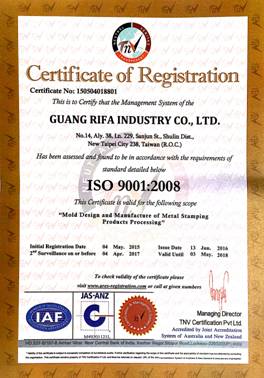 TNV
Certificate of Registration
Certificate No: 150504018801
This is to Certify that the Management System of the
GUANG RIFA INDUSTRY CO., LTD.
No.14, Aly. 38, Ln. 229, Sanjun St., Shulin Dist.,
New Taipei City 238, Taiwan (R.O.C.)
Has been assessed and found to be in accordance with the requirements of
standard detailed below
ISO 9001:2008
This Certificate is valid for the following scope
"Mold Design and Manufacture of Metal Stamping
Products Processing"
Initial Registration Date 04 May. 2015 Issue Date 13 Jun. 2016
2nd Surveillance on or before 04 Apr. 2017 Valid Until 03 May. 2018
To check the validity of certificate please
visit or call at given numbers
JAS-ANZ
IAF
Managing Director
TNV Certification Pvt Ltd
Accredited by Joint Accreditation
System of Australia and New Zealand